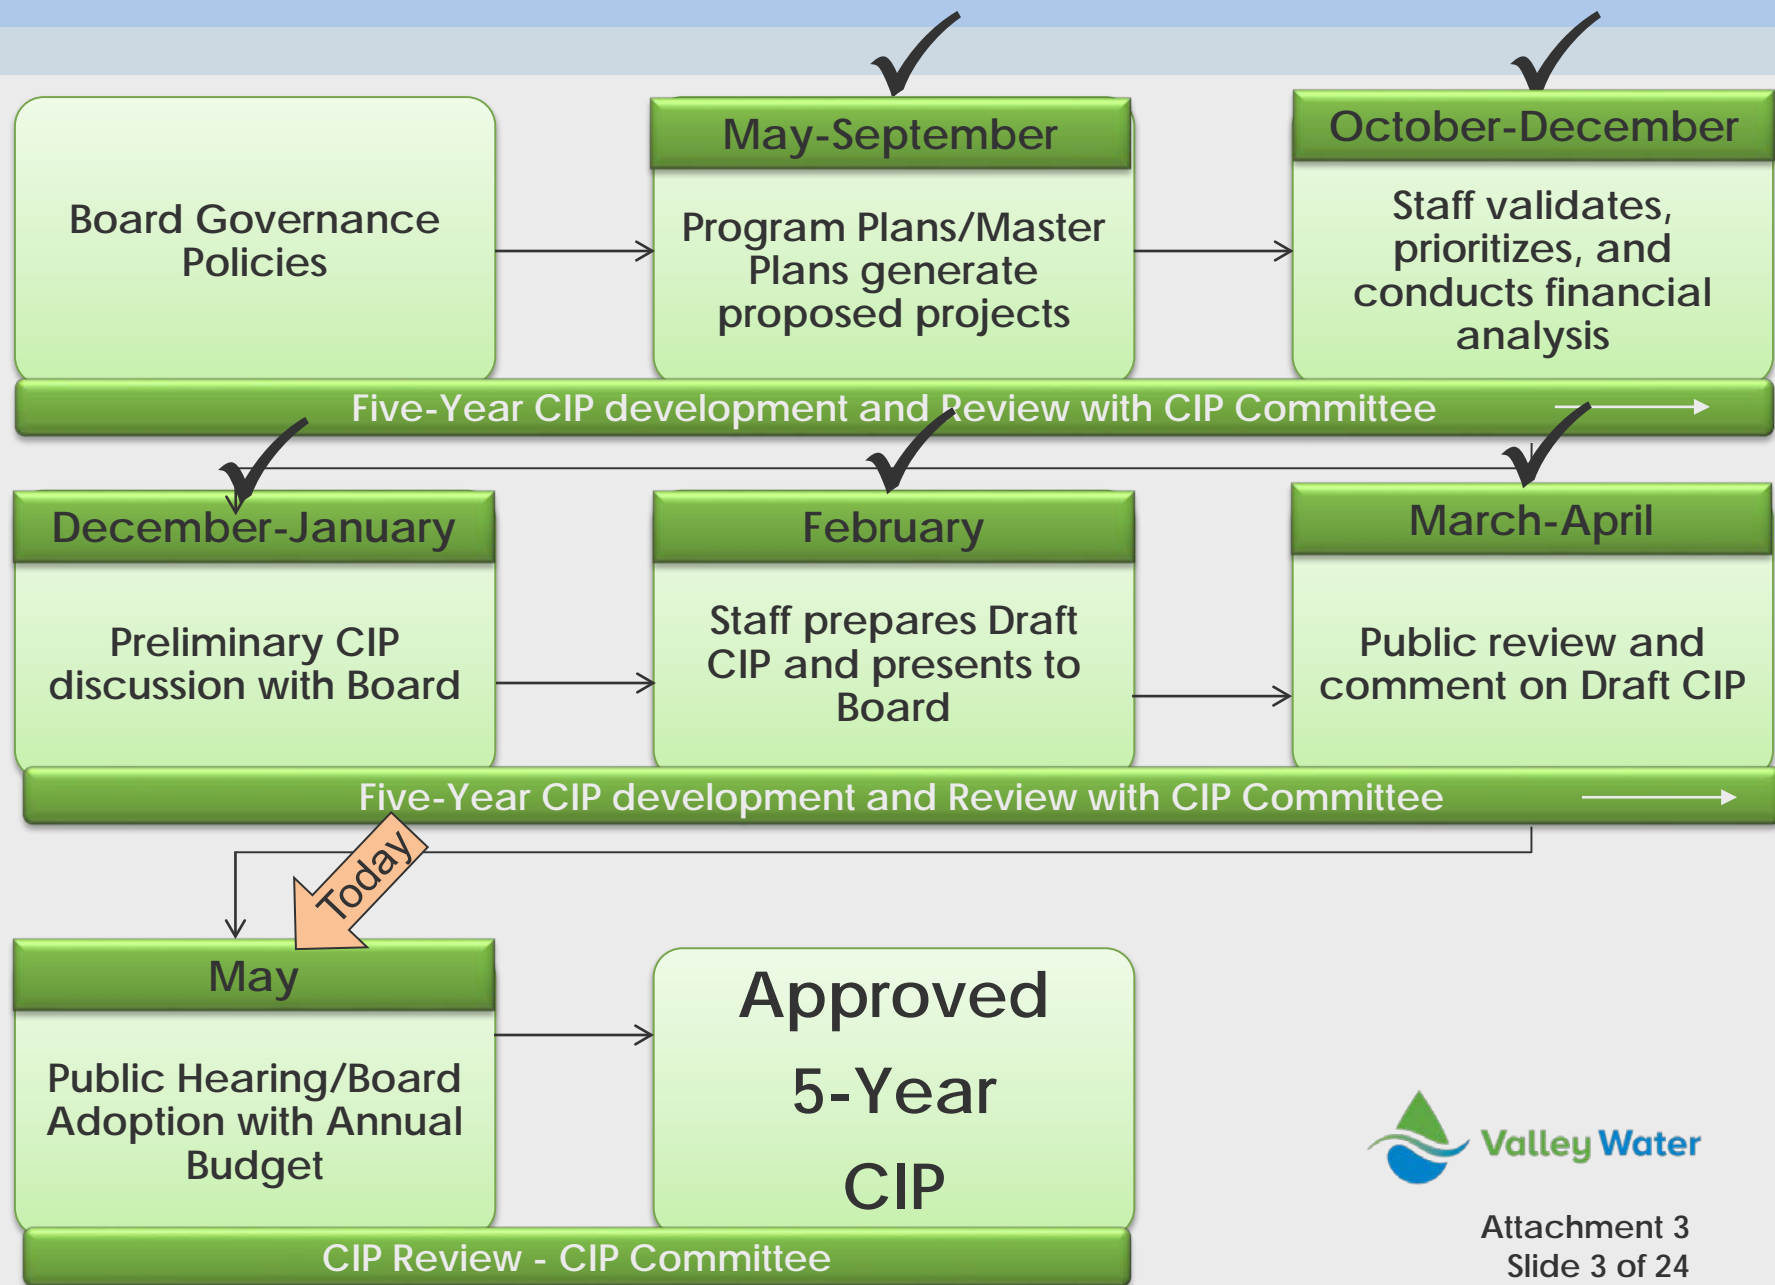 Board Governance
Policies
May-September
Program Plans/Master
Plans generate
proposed projects
October-December
Staff validates,
prioritizes, and
conducts financial
analysis
Five-Year CIP development and Review with CIP Committee
December-January
Preliminary CIP
discussion with Board
February
Staff prepares Draft
CIP and presents to
Board
March-April
Public review and
comment on Draft CIP
Five-Year CIP development and Review with CIP Committee
Today
May
Public Hearing/Board
Adoption with Annual
Budget
Approved
5-Year
CIP
CIP Review - CIP Committee
Valley Water
Attachment 3
Slide 3 of 24